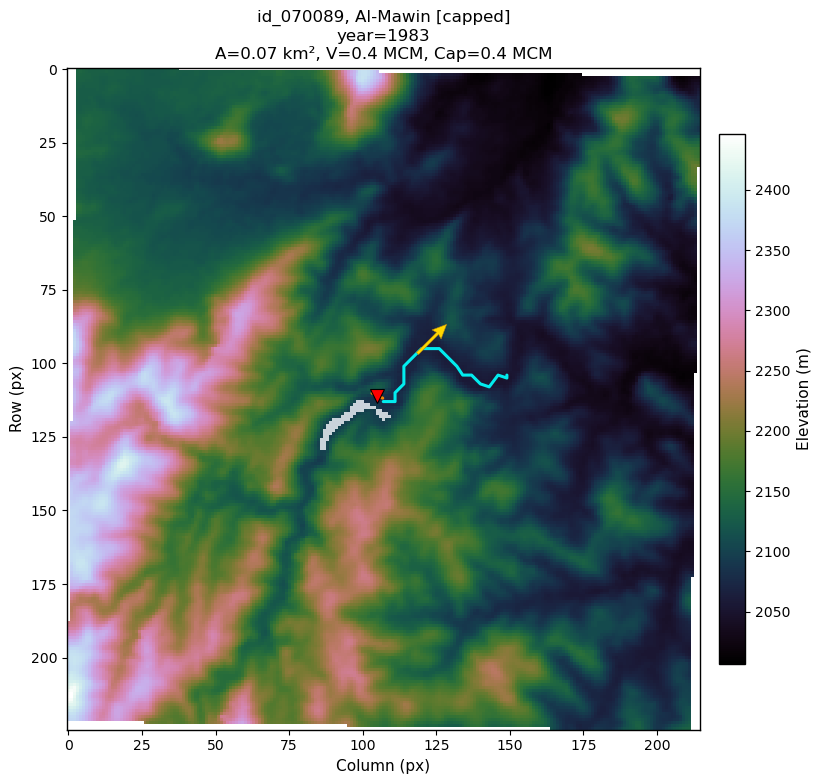 id_070089, Al-Mawin [capped]
year=1983
A=0.07 km², V=0.4 MCM, Cap=0.4 MCM
0
25
50
75
100
125
150
175
200
Row (px)
0 25 50 75 100 125 150 175 200
Column (px)
2400
2350
2300
2250
2200
2150
2100
2050
Elevation (m)